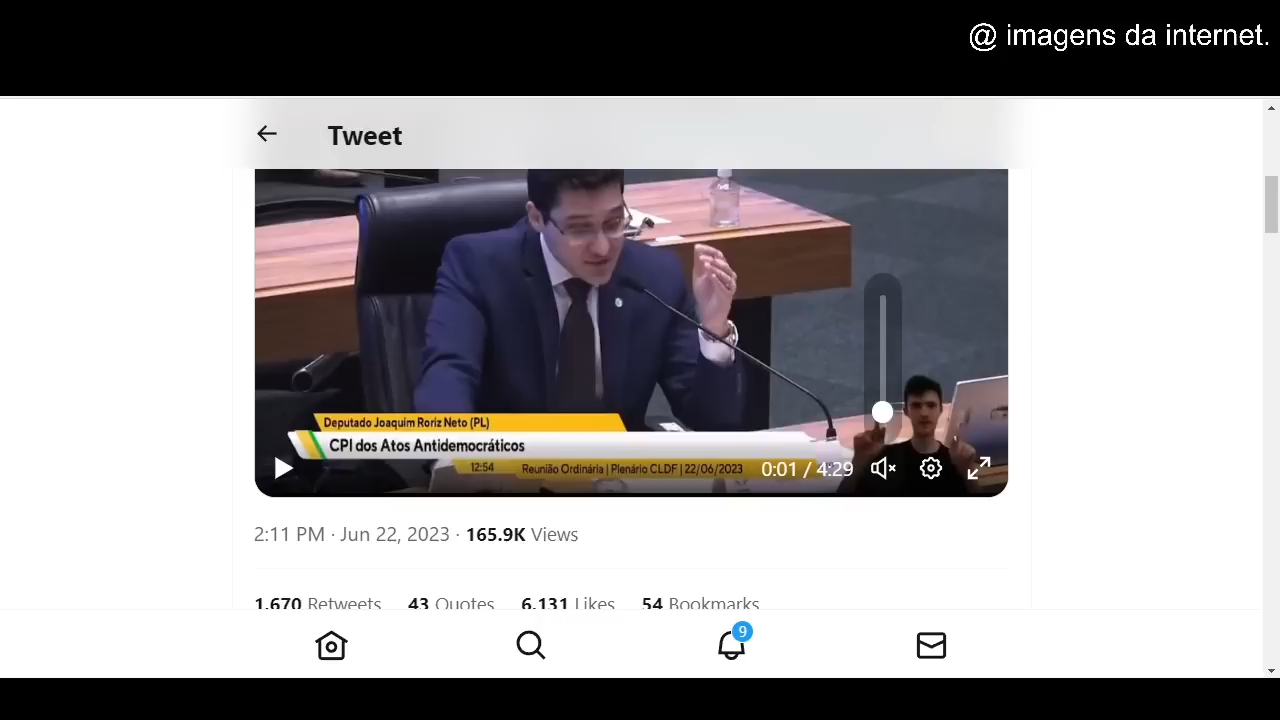 @ imagens da internet.
Tweet
Deputado Joaquim Roriz Neto (PL)
CPI dos Atos Antidemocráticos
12:54 Reunião Ordinária | Plenário CLDF | 22/06/2023 0:01 / 4:29
2:11 PM · Jun 22, 2023 · 165.9K Views
1,670 Retweets 43 Quotes 6,131 Likes 54 Bookmarks
9